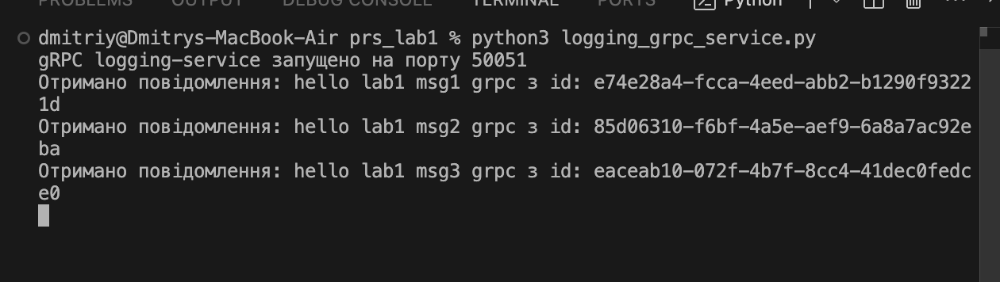 PROBLEMS OUTPUT DEBUG CONSOLE TERMINAL PORTS Python
dmitriy@Dmitrys-MacBook-Air prs_lab1 % python3 logging_grpc_service.py
gRPC logging-service запущено на порту 50051
Отримано повідомлення: hello lab1 msg1 grpc з id: e74e28a4-fcca-4eed-abb2-b1290f9322
1d
Отримано повідомлення: hello lab1 msg2 grpc з id: 85d06310-f6bf-4a5e-aef9-6a8a7ac92e
ba
Отримано повідомлення: hello lab1 msg3 grpc з id: eaceab10-072f-4b7f-8cc4-41dec0fedc
e0